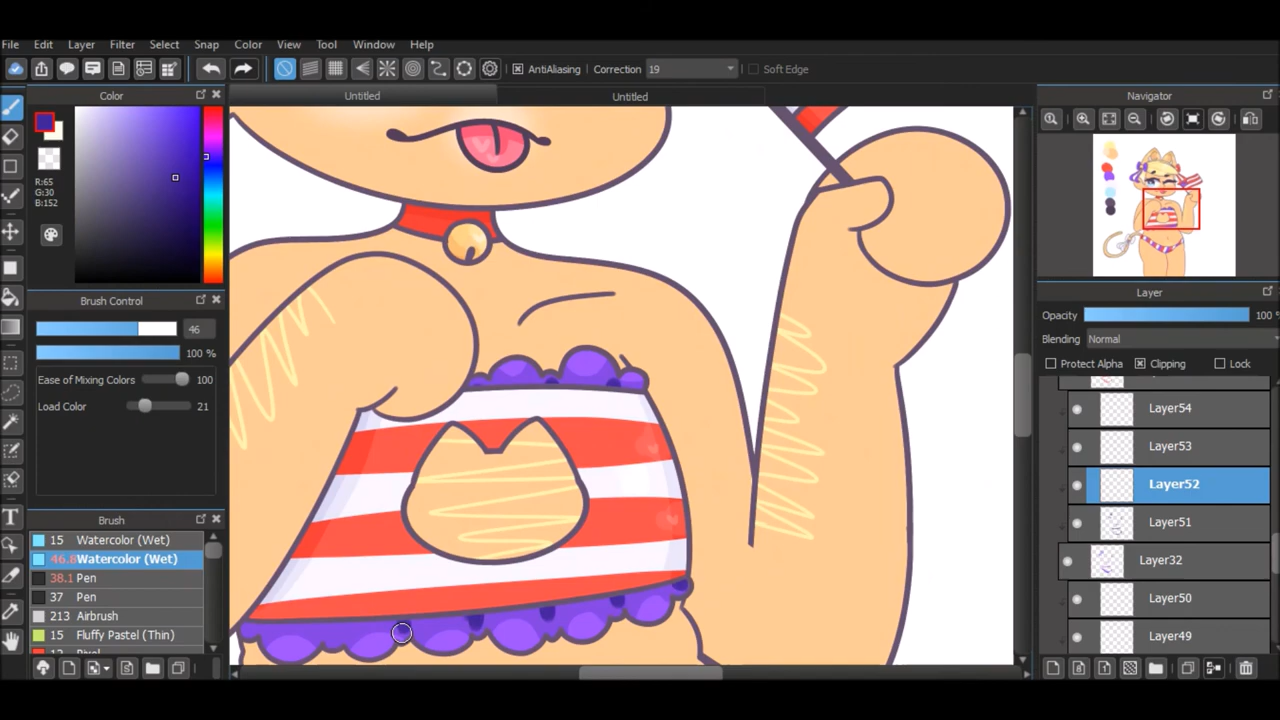 File Edit Layer Filter Select Snap Color View Tool Window Help
AntiAliasing Correction 19 Soft Edge
Color
Untitled
Untitled
Navigator
R:65
G:30
B:152
Brush Control
46
100 %
Ease of Mixing Colors 100
Load Color 21
Brush
15 Watercolor (Wet)
46.8 Watercolor (Wet)
38.1 Pen
37 Pen
213 Airbrush
15 Fluffy Pastel (Thin)
Layer
Opacity 100 %
Blending Normal
Protect Alpha Clipping Lock
Layer54
Layer53
Layer52
Layer51
Layer32
Layer50
Layer49